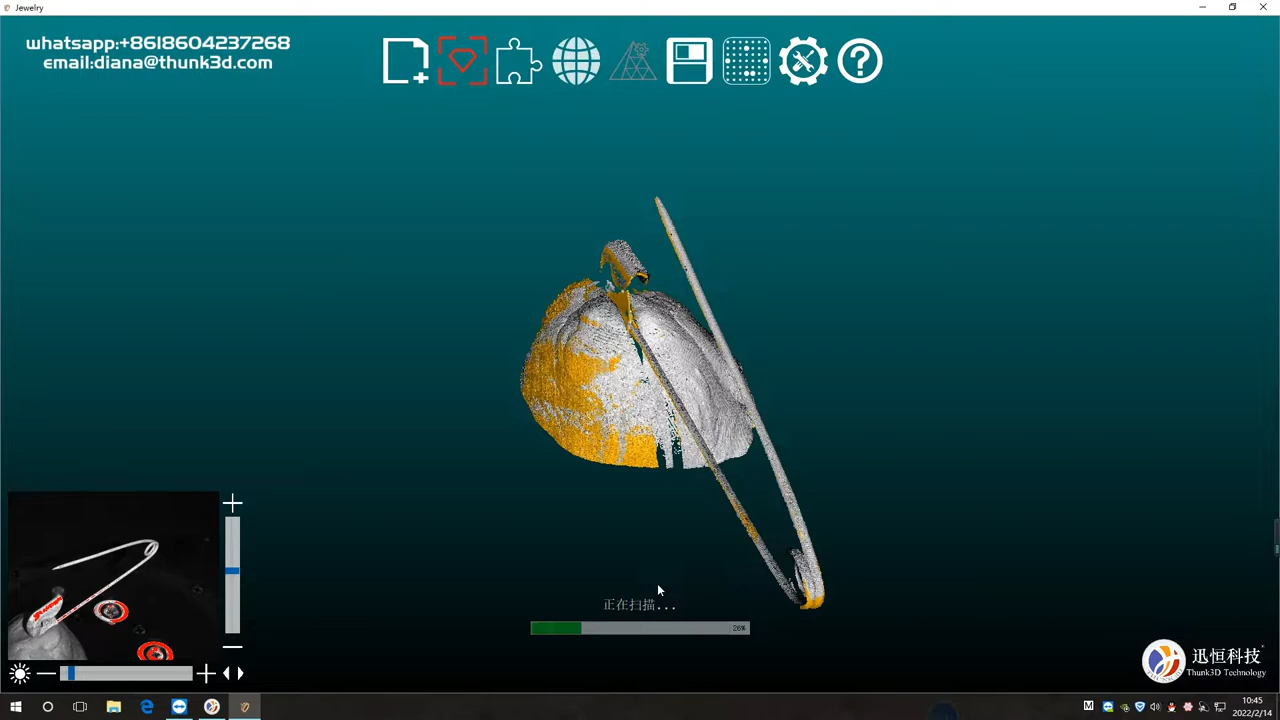 Jewelry
whatsapp:+8618604237268
email:diana@thunk3d.com
正在扫描...
26%
迅恒科技
Thunk3D Technology
M
10:45
2022/2/14